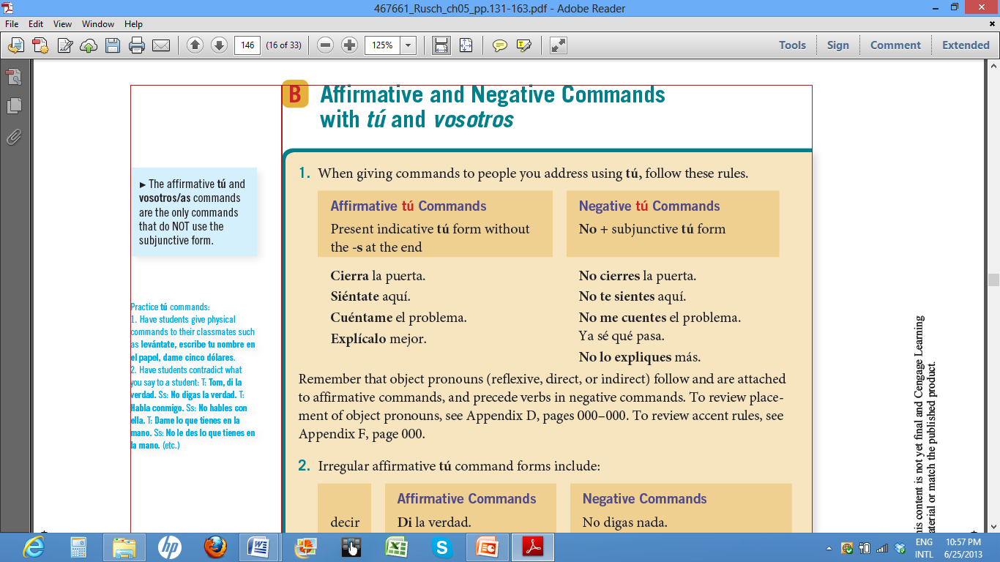 467661_Rusch_ch05_pp.131-163.pdf - Adobe Reader
File Edit View Window Help
146 (16 of 33) 125% Tools Sign Comment Extended
B Affirmative and Negative Commands
with tú and vosotros
► The affirmative tú and
vosotros/as commands
are the only commands
that do NOT use the
subjunctive form.
Practice tú commands:
1. Have students give physical
commands to their classmates such
as levántate, escribe tu nombre en
el papel, dame cinco dólares.
2. Have students contradict what
you say to a student: T: Tom, di la
verdad. Ss: No digas la verdad. T:
Habla conmigo. Ss: No hables con
ella. T: Dame lo que tienes en la
mano. Ss: No le des lo que tienes en
la mano. (etc.)
1. When giving commands to people you address using tú, follow these rules.
Affirmative tú Commands
Present indicative tú form without
the -s at the end
Negative tú Commands
No + subjunctive tú form
Cierra la puerta.
Siéntate aquí.
Cuéntame el problema.
Explícalo mejor.
No cierres la puerta.
No te sientes aquí.
No me cuentes el problema.
Ya sé qué pasa.
No lo expliques más.
Remember that object pronouns (reflexive, direct, or indirect) follow and are attached
to affirmative commands, and precede verbs in negative commands. To review place-
ment of object pronouns, see Appendix D, pages 000–000. To review accent rules, see
Appendix F, page 000.
2. Irregular affirmative tú command forms include:
Affirmative Commands Negative Commands
decir Di la verdad. No digas nada.
his content is not yet final and Cengage Learning
aterial or match the published product.
hp
ENG
INTL
10:57 PM
6/25/2013